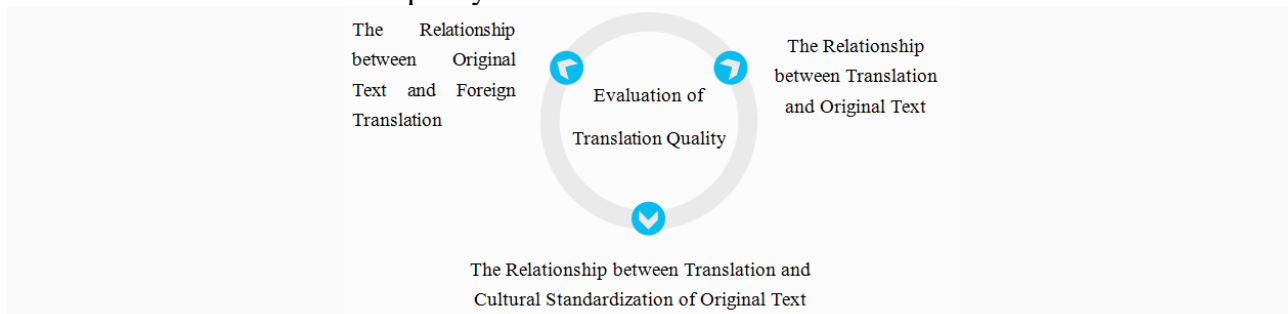 The Relationship
between Original
Text and Foreign
Translation
The Relationship
between Translation
and Original Text
Evaluation of
Translation Quality
The Relationship between Translation and
Cultural Standardization of Original Text